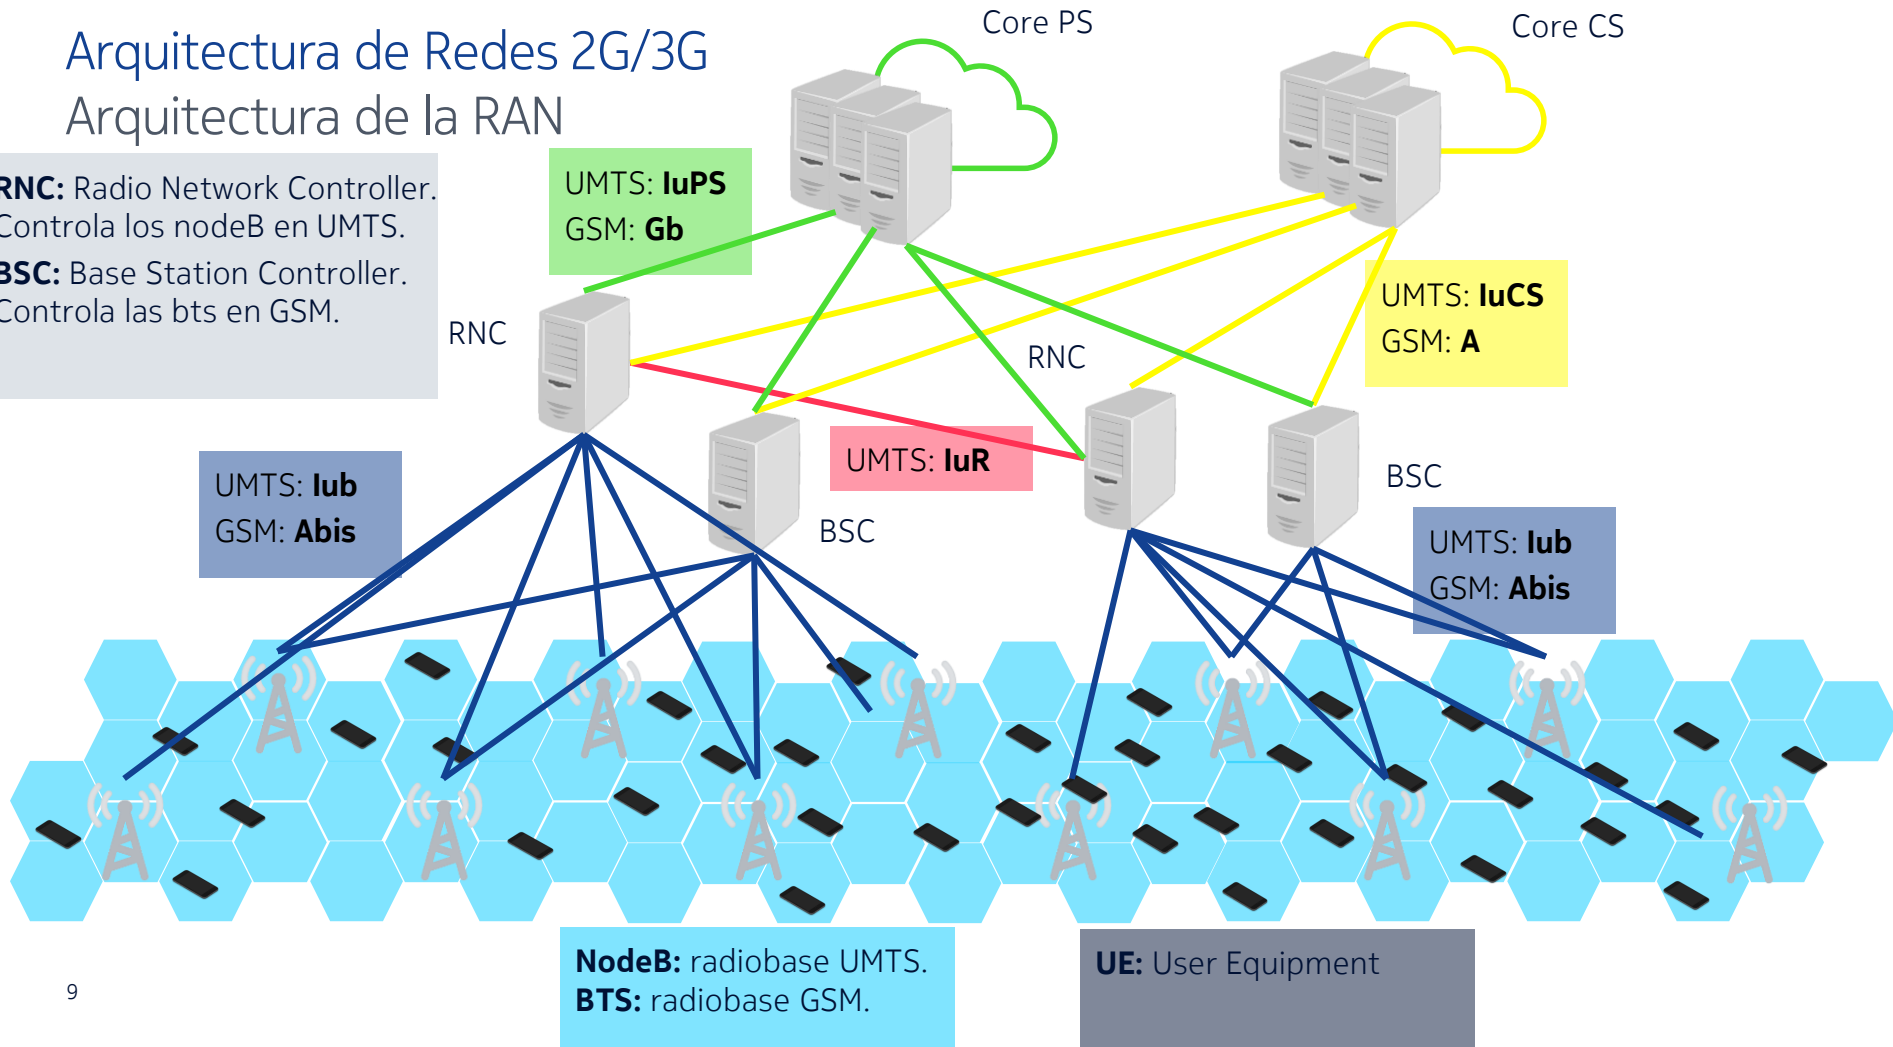 Arquitectura de Redes 2G/3G
Arquitectura de la RAN
Core PS
Core CS
RNC: Radio Network Controller.
Controla los nodeB en UMTS.
BSC: Base Station Controller.
Controla las bts en GSM.
UMTS: IuPS
GSM: Gb
UMTS: IuCS
GSM: A
RNC
RNC
UMTS: IuR
BSC
BSC
UMTS: Iub
GSM: Abis
UMTS: Iub
GSM: Abis
NodeB: radiobase UMTS.
BTS: radiobase GSM.
UE: User Equipment
9